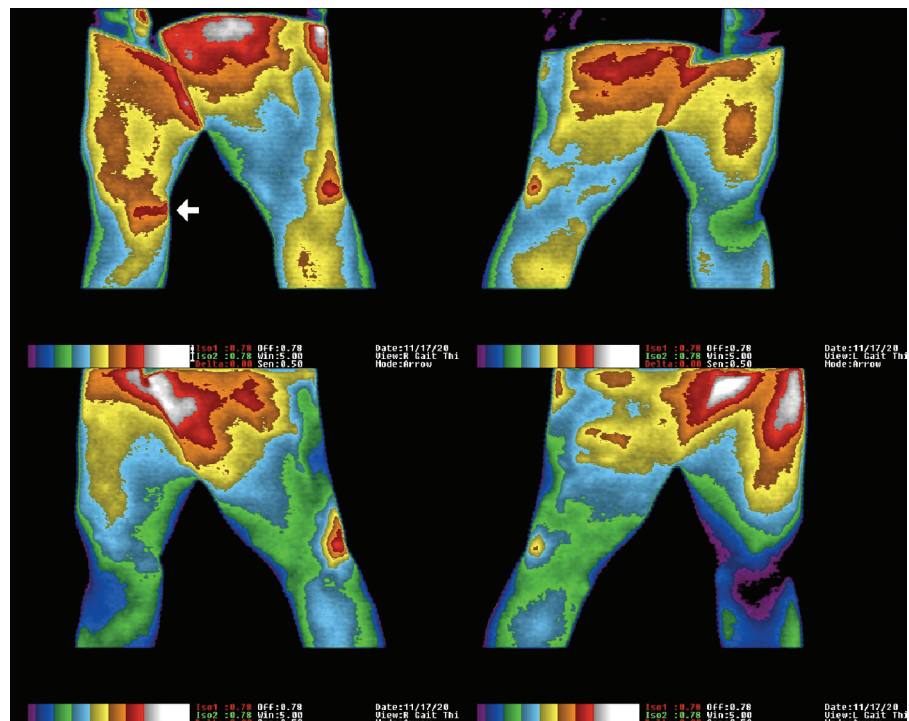 Iso1 :0.78 Off:0.78 Date:11/17/20
Iso2 :0.78 Win:5.00 View:R Gait Thi
Delta:0.00 Sen:0.50 Mode:Arrow
Iso1 :0.78 Off:0.78 Date:11/17/20
Iso2 :0.78 Win:5.00 View:L Gait Thi
Delta:0.00 Sen:0.50 Mode:Arrow
Iso1 :0.78 Off:0.78 Date:11/17/20
Iso2 :0.78 Win:5.00 View:R Gait Thi
Iso1 :0.78 Off:0.78 Date:11/17/20
Iso2 :0.78 Win:5.00 View:L Gait Thi